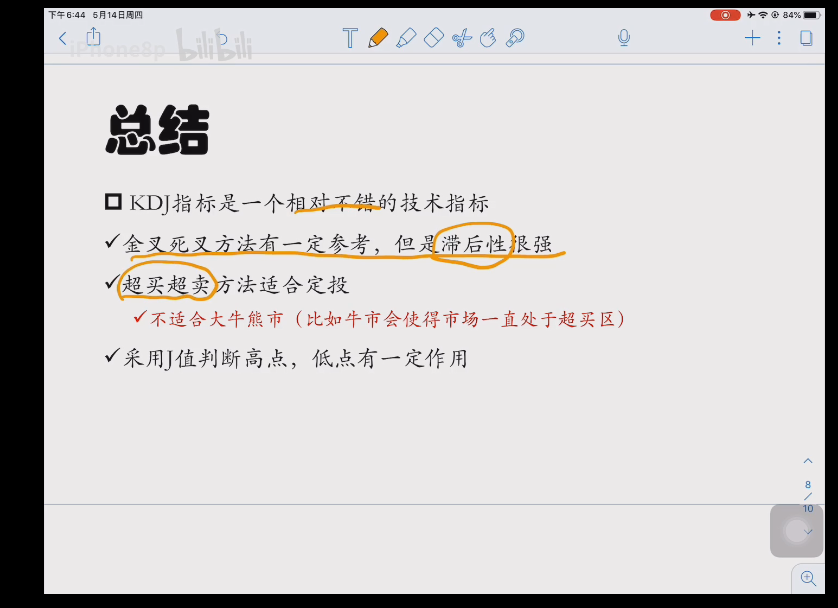 下午6:44 5月14日周四
84%
iPhone8p bilibili
总结
KDJ指标是一个相对不错的技术指标
✓金叉死叉方法有一定参考，但是滞后性很强
✓超买超卖方法适合定投
✓不适合大牛熊市（比如牛市会使得市场一直处于超买区）
✓采用J值判断高点，低点有一定作用
8
/
10